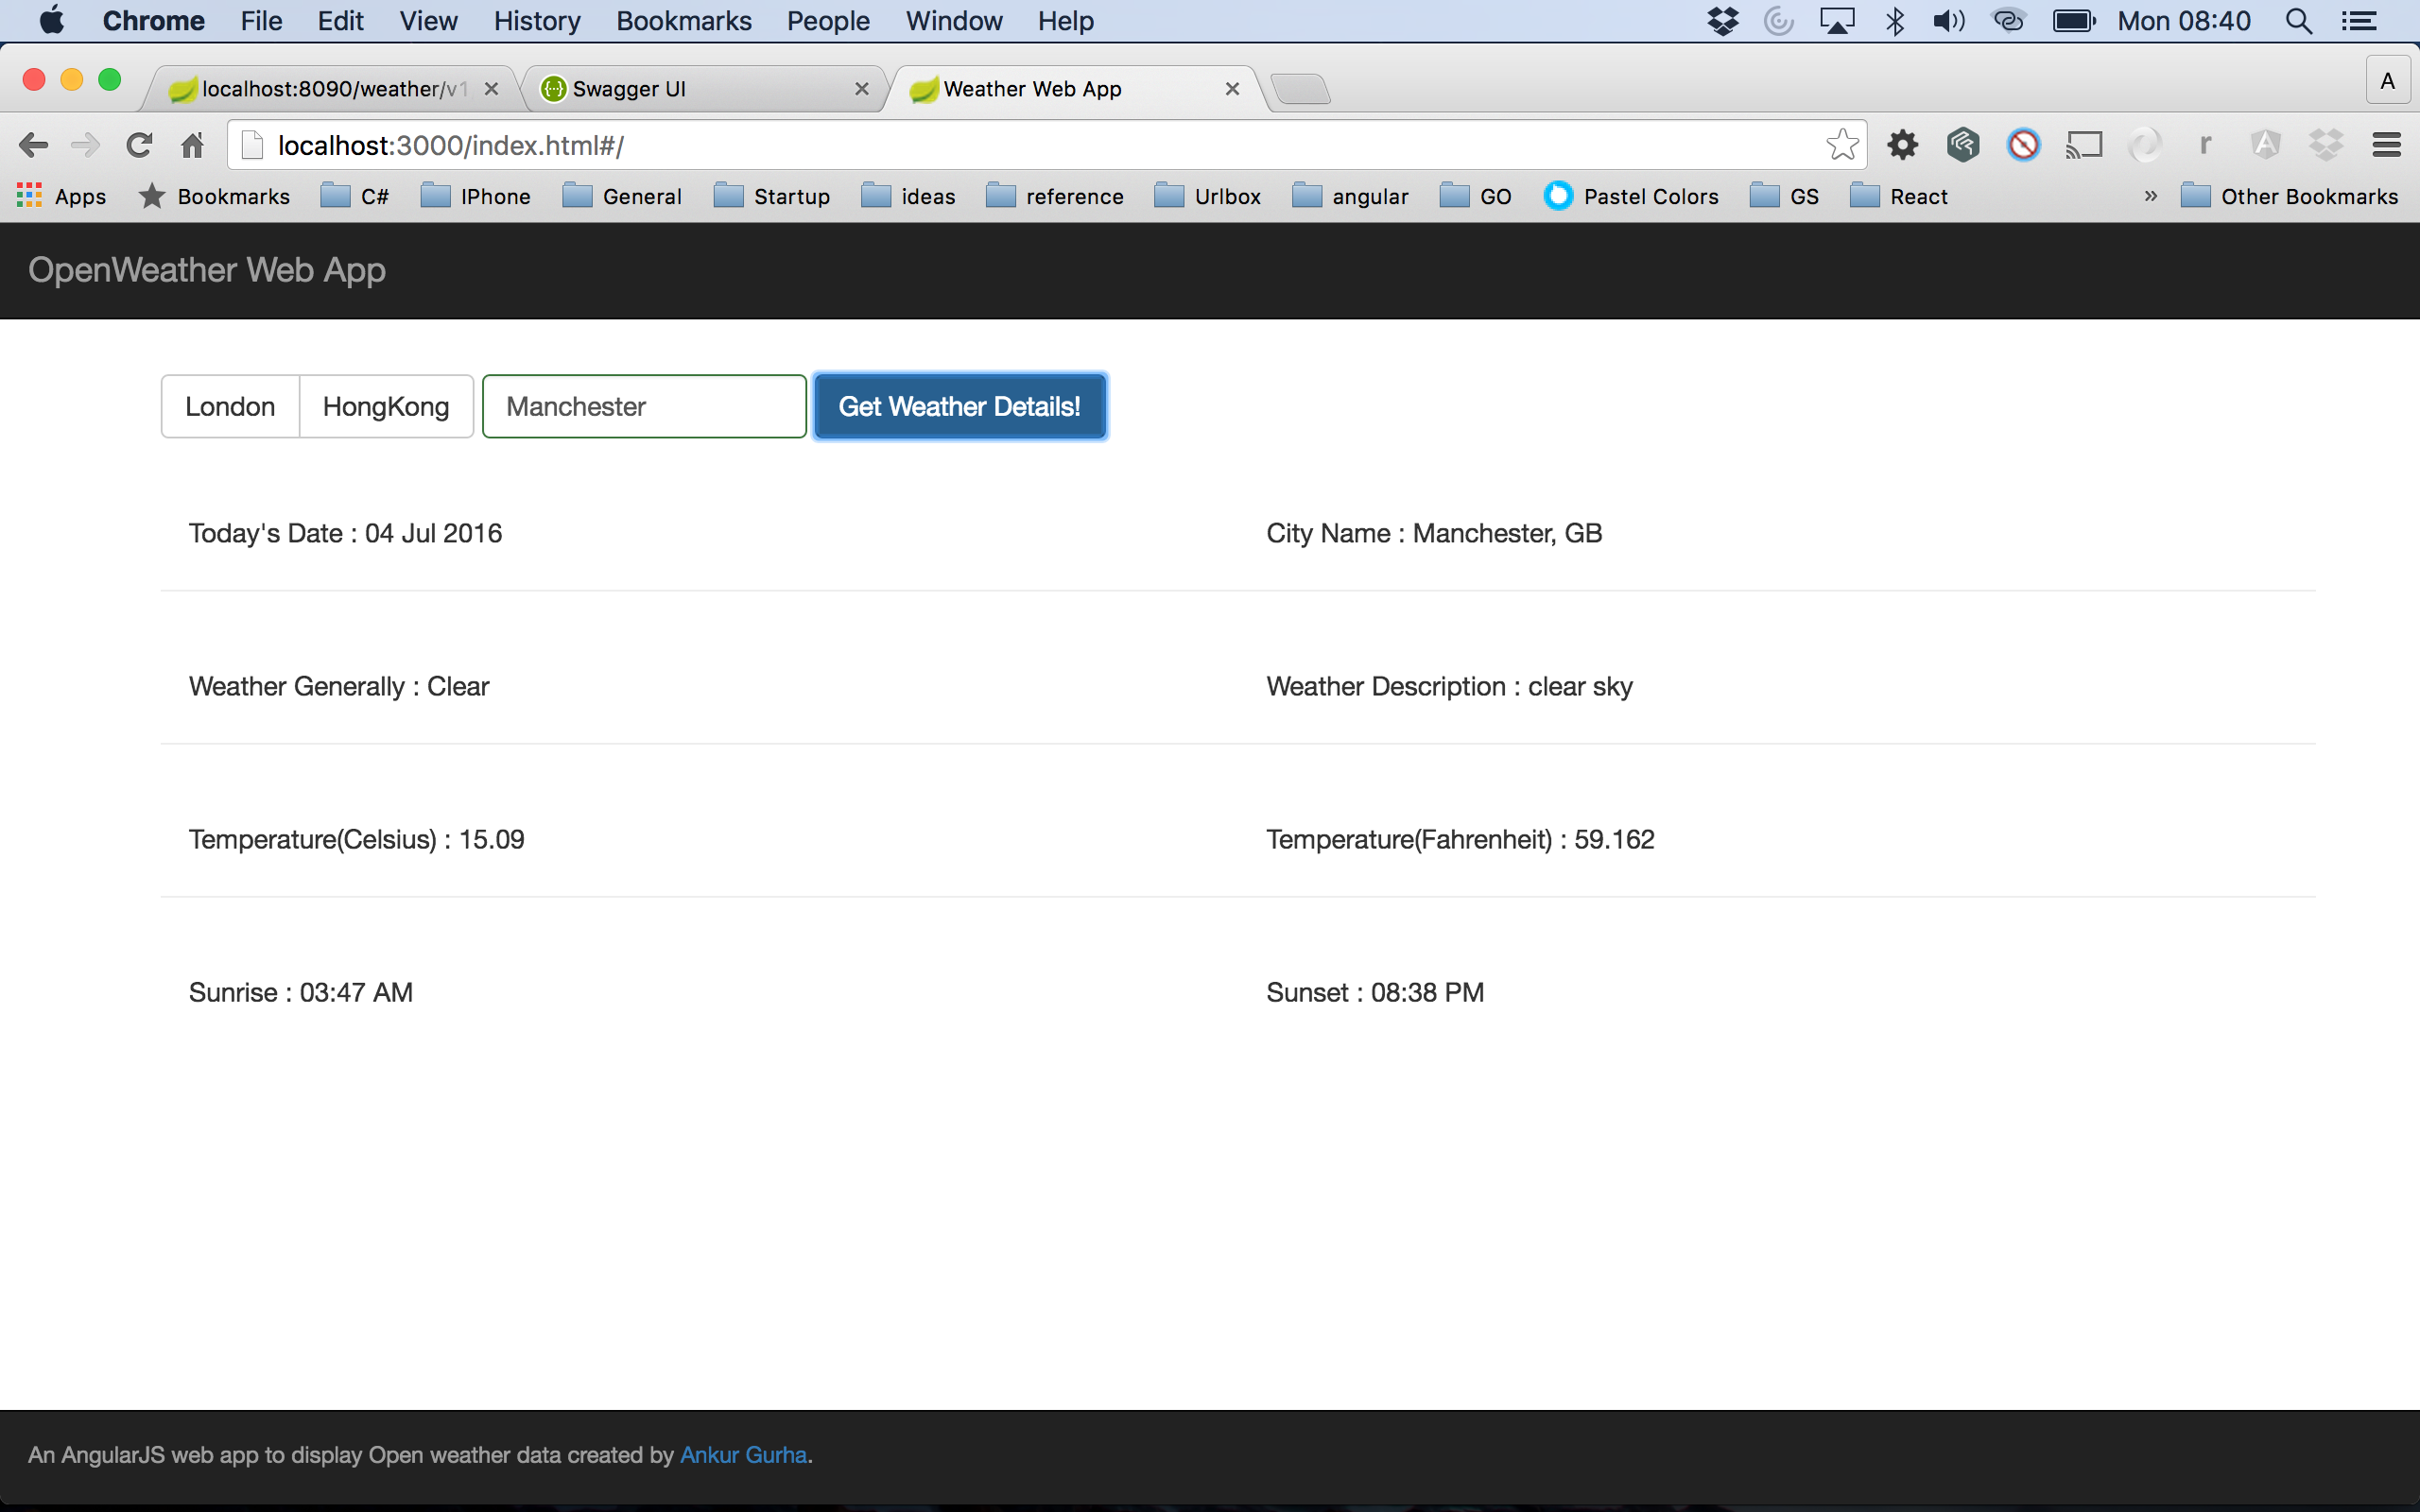 Chrome File Edit View History Bookmarks People Window Help Mon 08:40
localhost:8090/weather/v1 Swagger UI Weather Web App A
localhost:3000/index.html#/
Apps Bookmarks C# IPhone General Startup ideas reference Urlbox angular GO Pastel Colors GS React » Other Bookmarks
OpenWeather Web App
London HongKong Manchester Get Weather Details!
Today's Date : 04 Jul 2016 City Name : Manchester, GB
Weather Generally : Clear Weather Description : clear sky
Temperature(Celsius) : 15.09 Temperature(Fahrenheit) : 59.162
Sunrise : 03:47 AM Sunset : 08:38 PM
An AngularJS web app to display Open weather data created by Ankur Gurha.